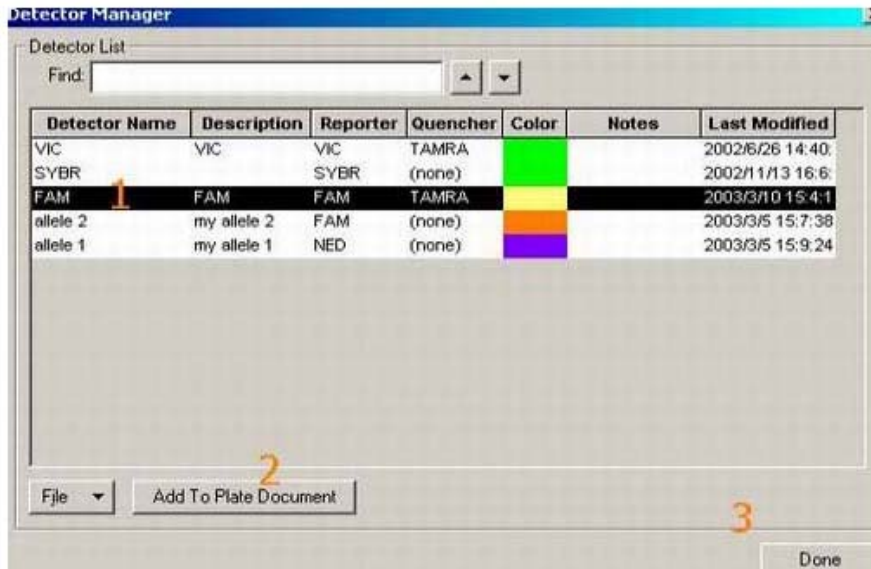 Detector Manager
Detector List
Find:
Detector Name Description Reporter Quencher Color Notes Last Modified
VIC VIC VIC TAMRA 2002/6/26 14:40:
SYBR SYBR (none) 2002/11/13 16:6:
FAM 1 FAM FAM TAMRA 2003/3/10 15:4:1
allele 2 my allele 2 FAM (none) 2003/3/5 15:7:38
allele 1 my allele 1 NED (none) 2003/3/5 15:9:24
2
File Add To Plate Document
3
Done